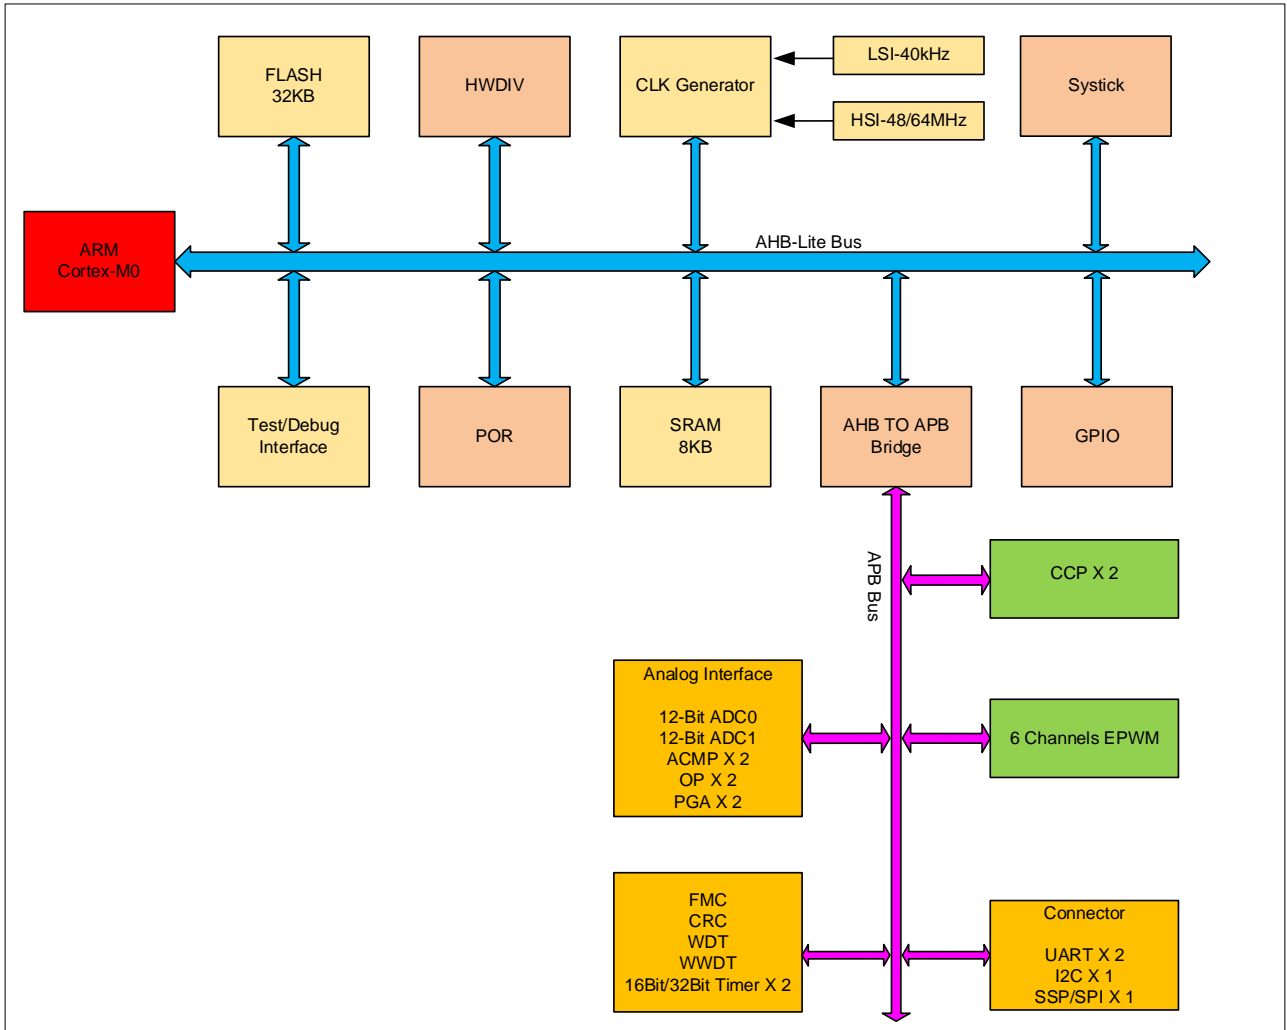 FLASH
32KB
HWDIV
CLK Generator
LSI-40kHz
HSI-48/64MHz
Systick
ARM
Cortex-M0
AHB-Lite Bus
Test/Debug
Interface
POR
SRAM
8KB
AHB TO APB
Bridge
GPIO
APB Bus
CCP X 2
Analog Interface
12-Bit ADC0
12-Bit ADC1
ACMP X 2
OP X 2
PGA X 2
6 Channels EPWM
FMC
CRC
WDT
WWDT
16Bit/32Bit Timer X 2
Connector
UART X 2
I2C X 1
SSP/SPI X 1